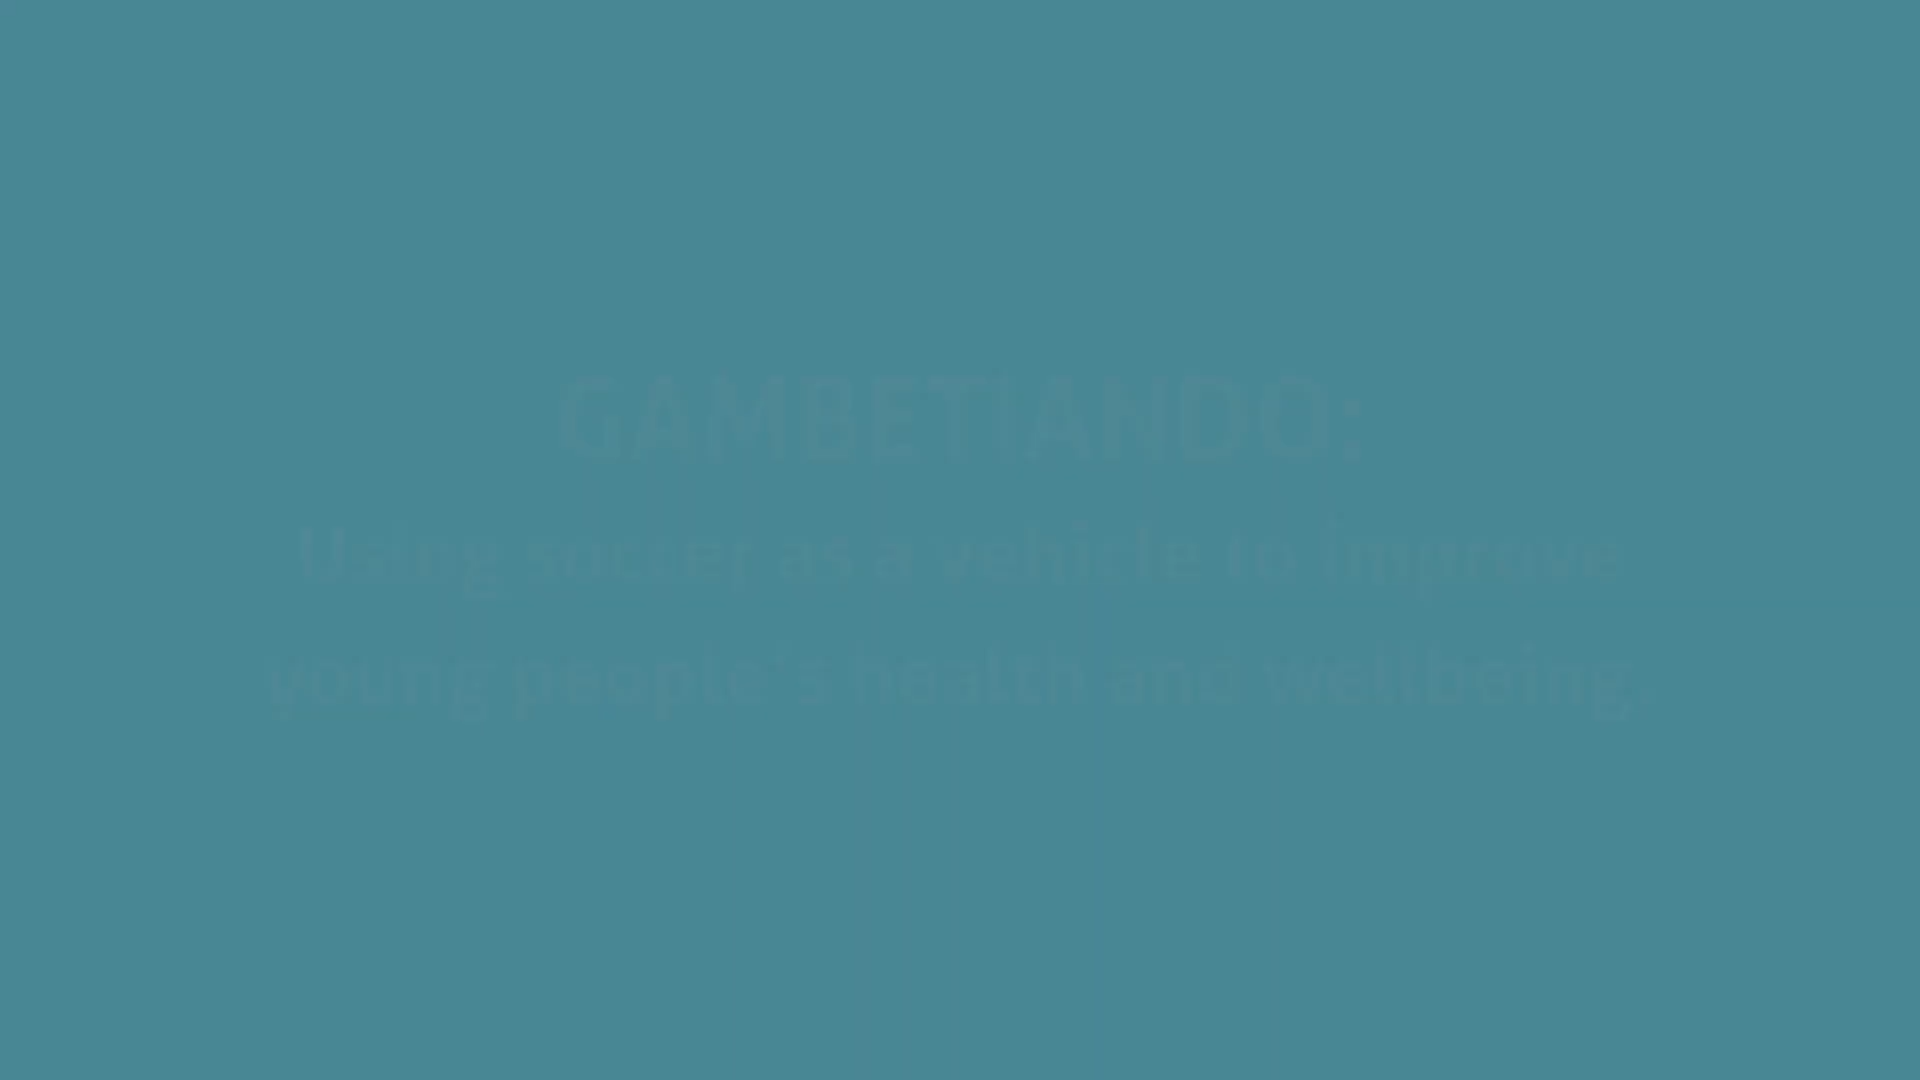 GAMBETIANDO:
Using soccer as a vehicle to improve
young people's health and wellbeing.